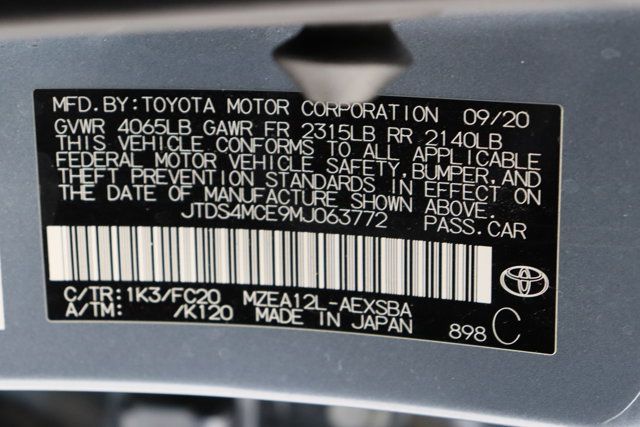 MFD. BY: TOYOTA MOTOR CORPORATION 09/20
GVWR 4065LB GAWR FR 2315LB RR 2140LB
THIS VEHICLE CONFORMS TO ALL APPLICABLE
FEDERAL MOTOR VEHICLE SAFETY, BUMPER, AND
THEFT PREVENTION STANDARDS IN EFFECT ON
THE DATE OF MANUFACTURE SHOWN ABOVE.
JTDS4MCE9MJ063772 PASS. CAR
C/TR: 1K3/FC20 MZEA12L-AEXSBA
A/TM: /K120 MADE IN JAPAN 898 C
TOYOTA